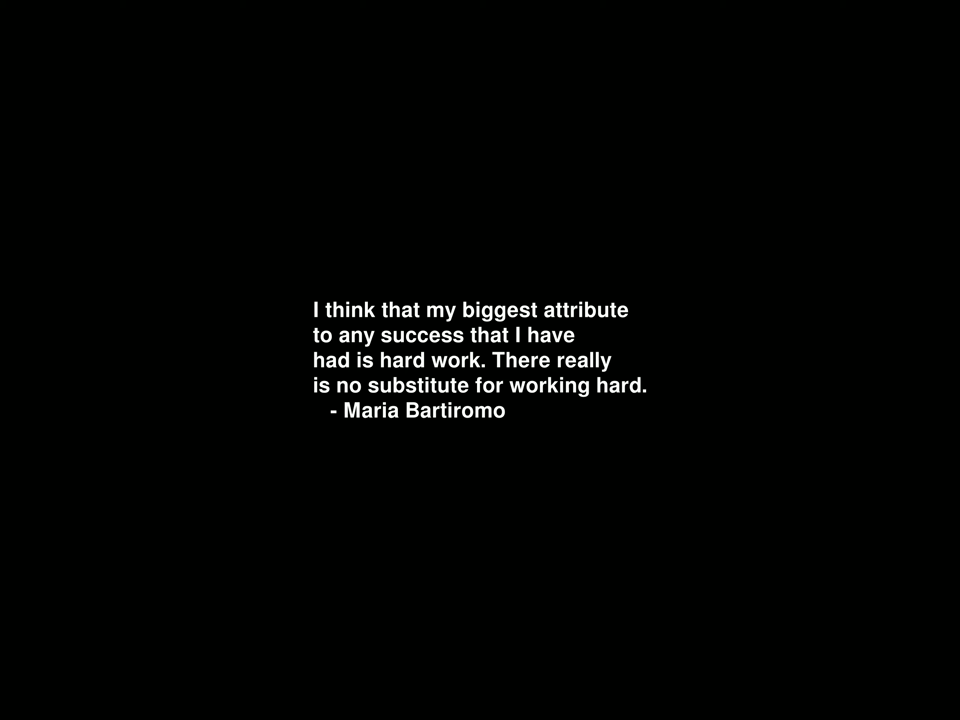 I think that my biggest attribute
to any success that I have
had is hard work. There really
is no substitute for working hard.
- Maria Bartiromo